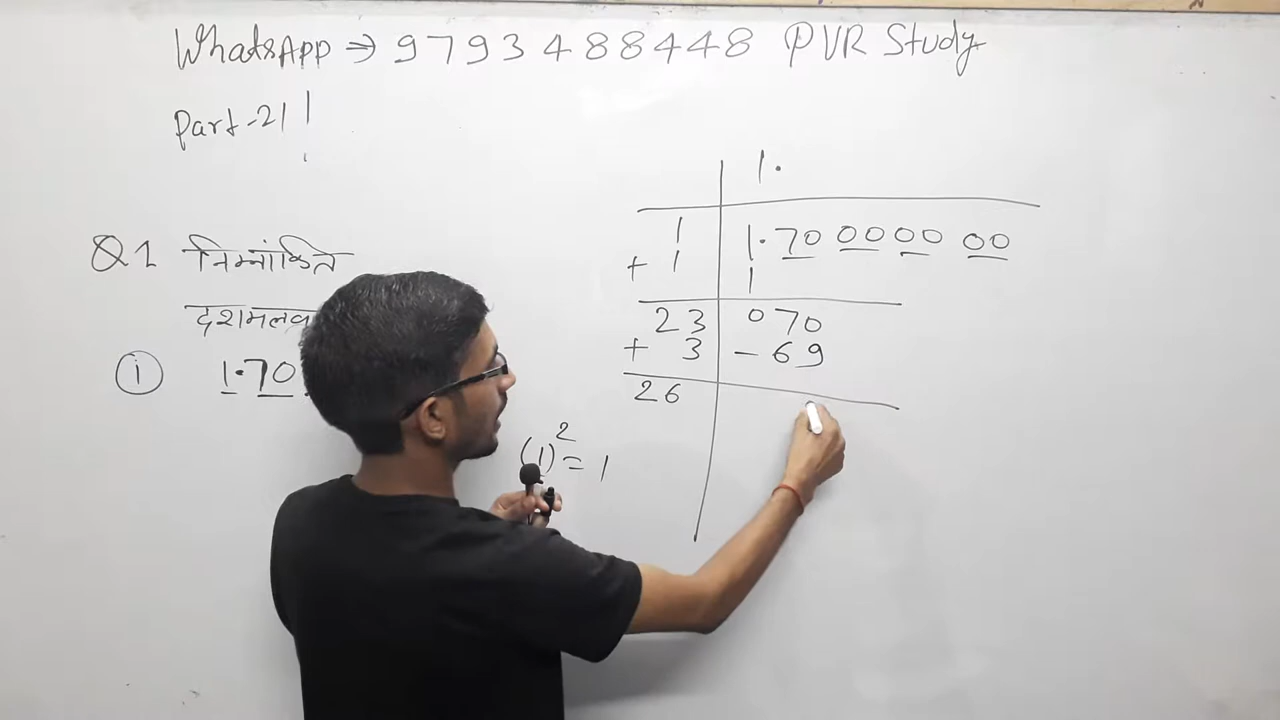 WhatsApp ⇒ 9793488448 PVR Study
Part-21 !
Q1 निम्नांकित
दशमलव
(i) 1.70
(1)² = 1
1.
1 | 1.70 00 00 00
+ 1 | 1
23 | 070
+ 3 | - 69
26